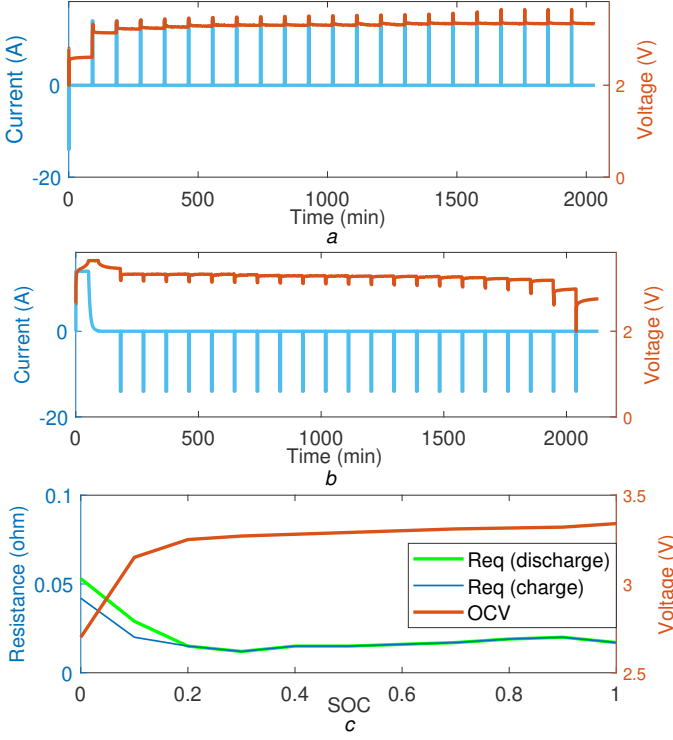 Current (A)
0
-20
Voltage (V)
2
0
0 500 1000 1500 2000
Time (min)
a
Current (A)
0
-20
Voltage (V)
2
0
0 500 1000 1500 2000
Time (min)
b
Resistance (ohm)
0.1
0.05
0
Voltage (V)
3.5
3
2.5
Req (discharge)
Req (charge)
OCV
0 0.2 0.4 0.6 0.8 1
SOC
c